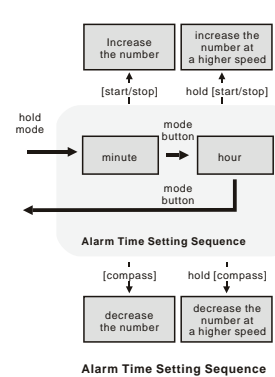 Increase
the number
increase the
number at
a higher speed
[start/stop]
hold [start/stop]
hold
mode
mode
button
minute
hour
mode
button
Alarm Time Setting Sequence
[compass]
hold [compass]
decrease
the number
decrease the
number at
a higher speed
Alarm Time Setting Sequence